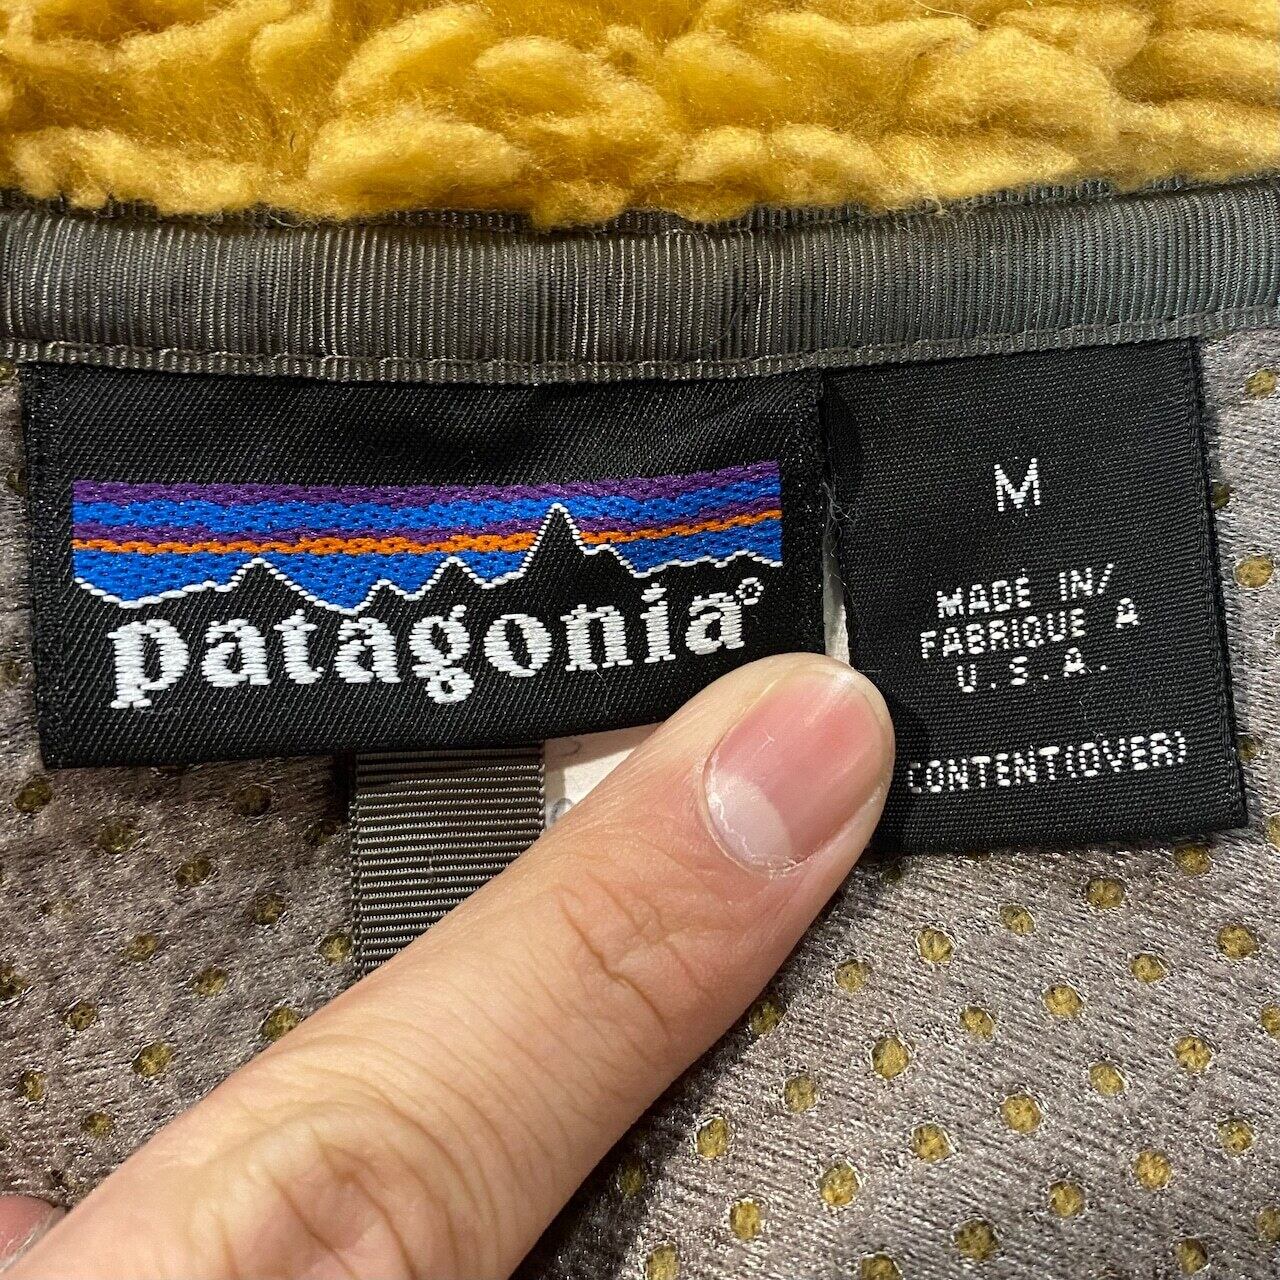 patagonia®
M
MADE IN/
FABRIQUE A
U.S.A.
CONTENT(OVER)